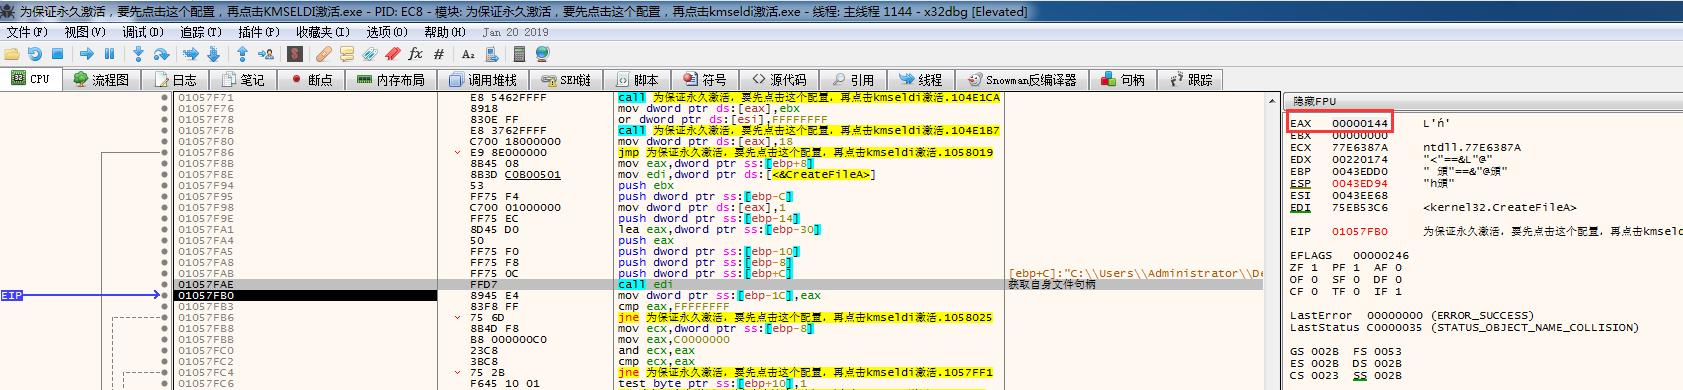 为保证永久激活，要先点击这个配置，再点击KMSELDI激活.exe - PID: EC8 - 模块: 为保证永久激活，要先点击这个配置，再点击kmseldi激活.exe - 线程: 主线程 1144 - x32dbg [Elevated]
文件(F) 视图(V) 调试(D) 追踪(T) 插件(P) 收藏夹(I) 选项(O) 帮助(H) Jan 20 2019
CPU 流程图 日志 笔记 断点 内存布局 调用堆栈 SEH链 脚本 符号 源代码 引用 线程 Snowman反编译器 句柄 跟踪
01057F71 E8 5462FFFF call 为保证永久激活，要先点击这个配置，再点击kmseldi激活.104E1CA
01057F76 8918 mov dword ptr ds:[eax],ebx
01057F78 830E FF or dword ptr ds:[esi],FFFFFFFF
01057F7B E8 3762FFFF call 为保证永久激活，要先点击这个配置，再点击kmseldi激活.104E1B7
01057F80 C700 18000000 mov dword ptr ds:[eax],18
01057F86 E9 8E000000 jmp 为保证永久激活，要先点击这个配置，再点击kmseldi激活.1058019
01057F8B 8B45 08 mov eax,dword ptr ss:[ebp+8]
01057F8E 8B3D C0B00501 mov edi,dword ptr ds:[<&CreateFileA>]
01057F94 53 push ebx
01057F95 FF75 F4 push dword ptr ss:[ebp-C]
01057F98 C700 01000000 mov dword ptr ds:[eax],1
01057F9E FF75 EC push dword ptr ss:[ebp-14]
01057FA1 8D45 D0 lea eax,dword ptr ss:[ebp-30]
01057FA4 50 push eax
01057FA5 FF75 F0 push dword ptr ss:[ebp-10]
01057FA8 FF75 F8 push dword ptr ss:[ebp-8]
01057FAB FF75 0C push dword ptr ss:[ebp+C] [ebp+C]:"C:\\Users\\Administrator\\De
01057FAE FFD7 call edi 获取自身文件句柄
EIP 01057FB0 8945 E4 mov dword ptr ss:[ebp-1C],eax
01057FB3 83F8 FF cmp eax,FFFFFFFF
01057FB6 75 6D jne 为保证永久激活，要先点击这个配置，再点击kmseldi激活.1058025
01057FB8 8B4D F8 mov ecx,dword ptr ss:[ebp-8]
01057FBB B8 000000C0 mov eax,C0000000
01057FC0 23C8 and ecx,eax
01057FC2 3BC8 cmp ecx,eax
01057FC4 75 2B jne 为保证永久激活，要先点击这个配置，再点击kmseldi激活.1057FF1
01057FC6 F645 10 01 test byte ptr ss:[ebp+10],1
隐藏FPU
EAX 00000144 L'ń'
EBX 00000000
ECX 77E6387A ntdll.77E6387A
EDX 00220174 "<"==&L"@"
EBP 0043EDD0 " 頒"==&"@頒"
ESP 0043ED94 "h頒"
ESI 0043EE68
EDI 75EB53C6 <kernel32.CreateFileA>
EIP 01057FB0 为保证永久激活，要先点击这个配置，再点击kmseld
EFLAGS 00000246
ZF 1 PF 1 AF 0
OF 0 SF 0 DF 0
CF 0 TF 0 IF 1
LastError 00000000 (ERROR_SUCCESS)
LastStatus C0000035 (STATUS_OBJECT_NAME_COLLISION)
GS 002B FS 0053
ES 002B DS 002B
CS 0023 SS 002B